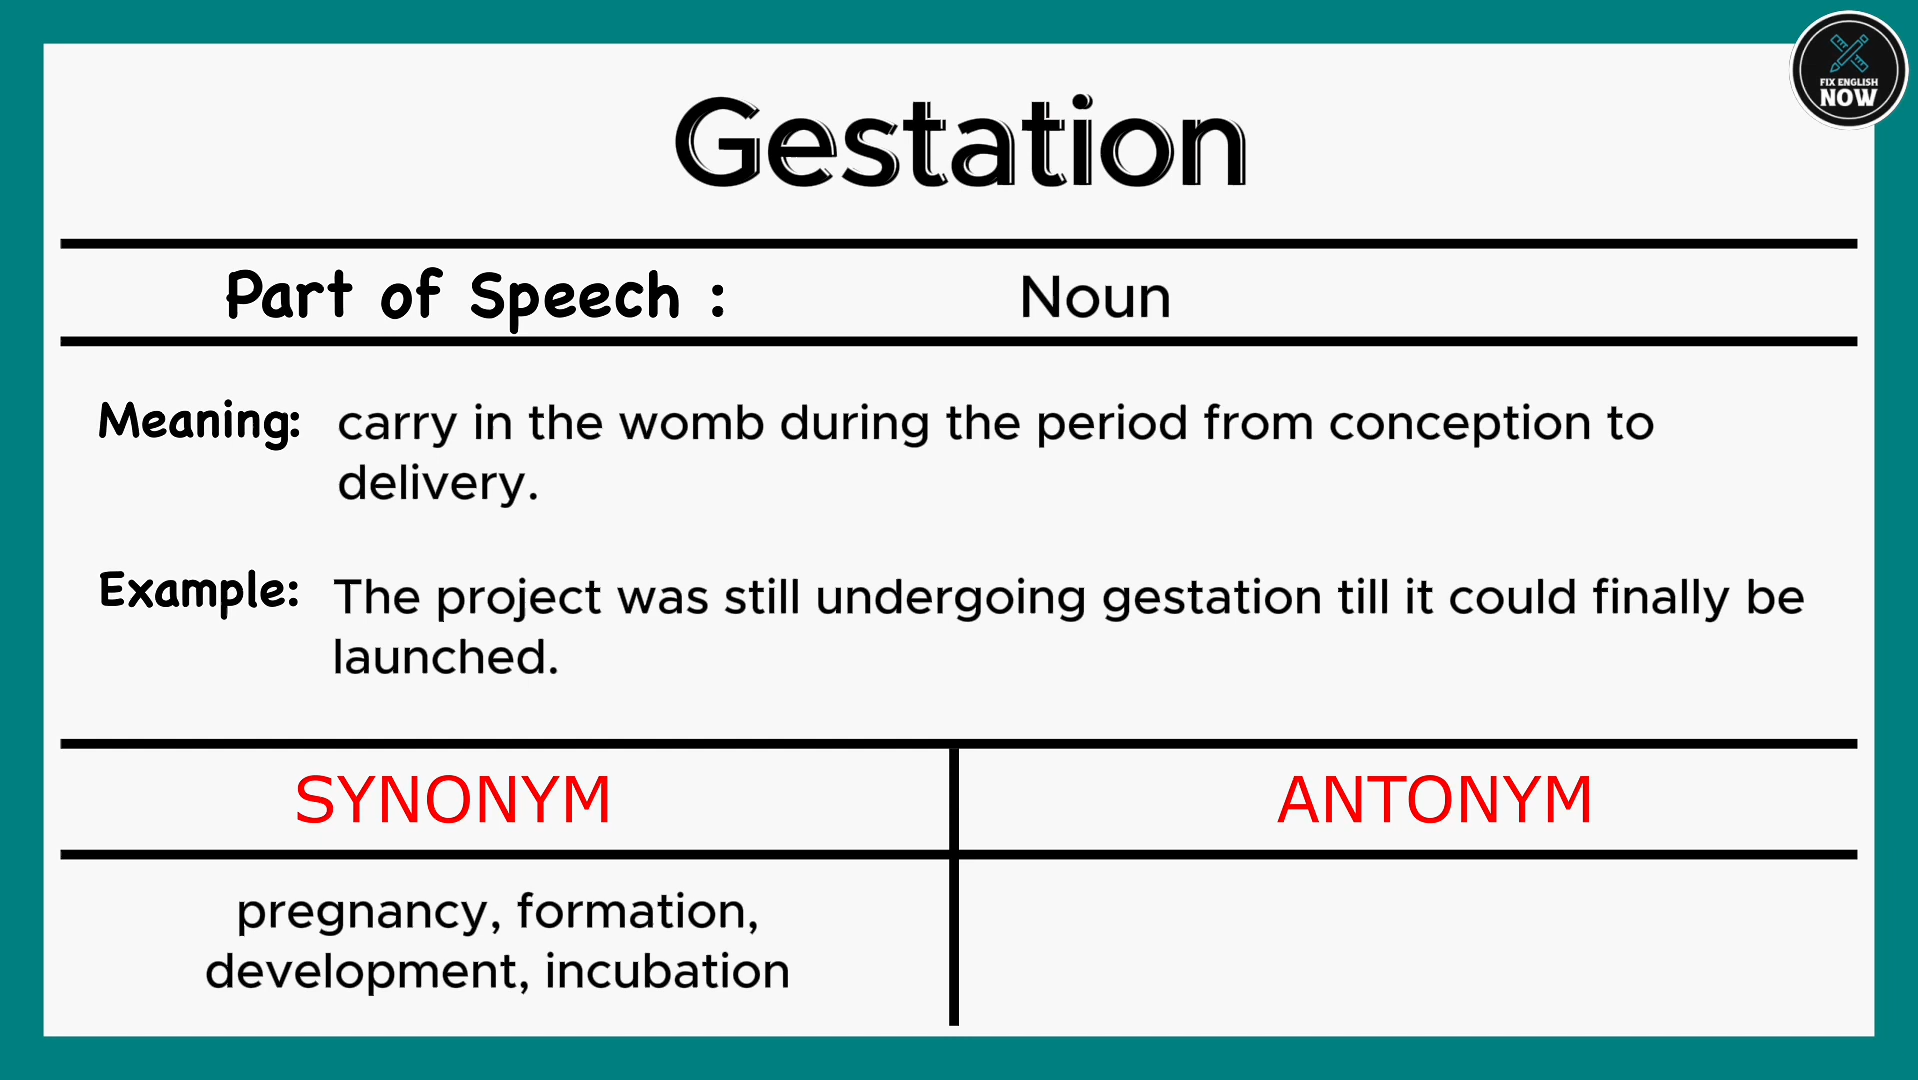 FIX ENGLISH
NOW
Gestation
Part of Speech : Noun
Meaning: carry in the womb during the period from conception to
delivery.
Example: The project was still undergoing gestation till it could finally be
launched.
SYNONYM ANTONYM
pregnancy, formation,
development, incubation